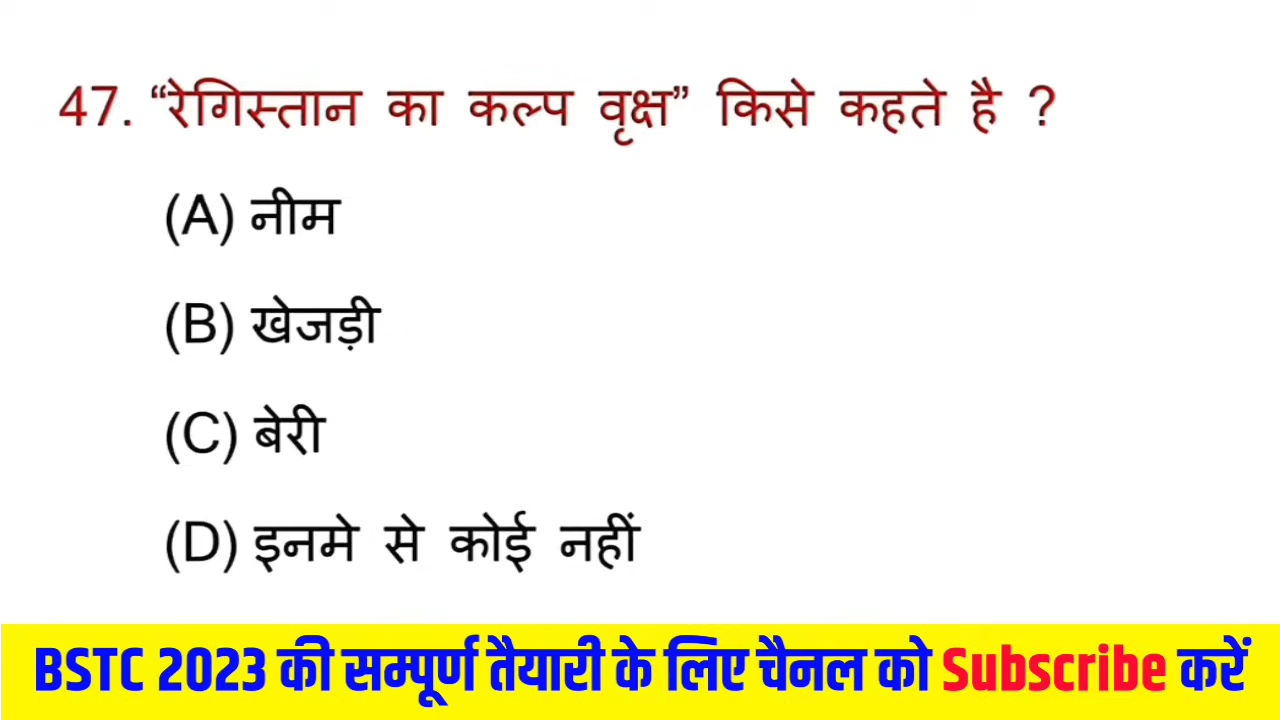 47. “रेगिस्तान का कल्प वृक्ष” किसे कहते है ?
(A) नीम
(B) खेजड़ी
(C) बेरी
(D) इनमे से कोई नहीं
BSTC 2023 की सम्पूर्ण तैयारी के लिए चैनल को Subscribe करें